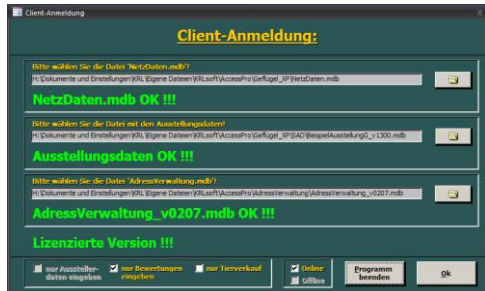 Client-Anmeldung
Client-Anmeldung:
Bitte wählen Sie die Datei 'NetzDaten.mdb'!
H:\Dokumente und Einstellungen\KRL\Eigene Dateien\KRLsoft\AccessPro\Geflügel_XP\NetzDaten.mdb
NetzDaten.mdb OK !!!
Bitte wählen Sie die Datei mit den Ausstellungsdaten!
H:\Dokumente und Einstellungen\KRL\Eigene Dateien\KRLsoft\AccessPro\Geflügel_XP\SAD\BeispielAusstellungG_v1300.mdb
Ausstellungsdaten OK !!!
Bitte wählen Sie die Datei 'AdressVerwaltung.mdb'!
H:\Dokumente und Einstellungen\KRL\Eigene Dateien\KRLsoft\AccessPro\AdressVerwaltung\AdressVerwaltung_v0207.mdb
AdressVerwaltung_v0207.mdb OK !!!
Lizenzierte Version !!!
nur Aussteller-
daten eingeben
nur Bewertungen
eingeben
nur Tierverkauf
Online
Offline
Programm
beenden
Ok